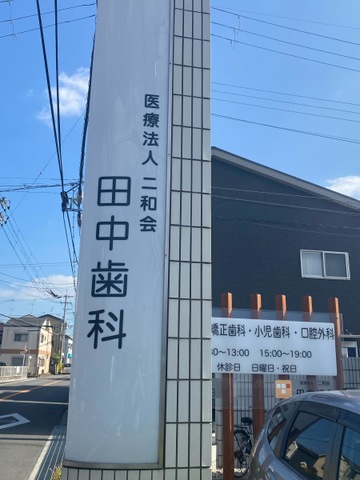 医療法人 二和会
田中歯科
矯正歯科・小児歯科・口腔外科
30〜13:00 15:00〜19:00
休診日 日曜日・祝日